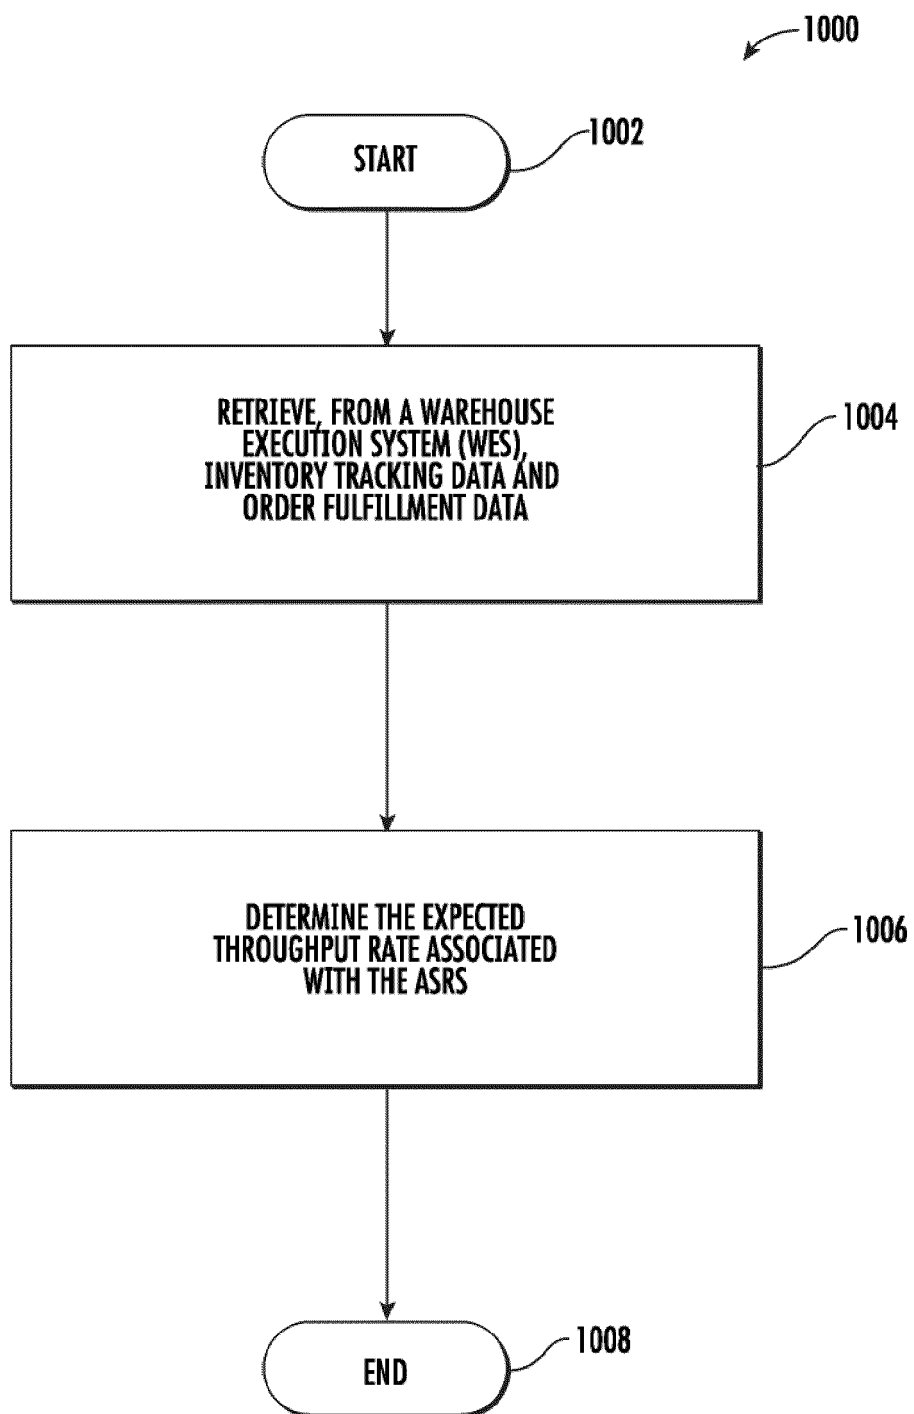 1000
START
1002
RETRIEVE, FROM A WAREHOUSE
EXECUTION SYSTEM (WES),
INVENTORY TRACKING DATA AND
ORDER FULFILLMENT DATA
1004
DETERMINE THE EXPECTED
THROUGHPUT RATE ASSOCIATED
WITH THE ASRS
1006
END
1008